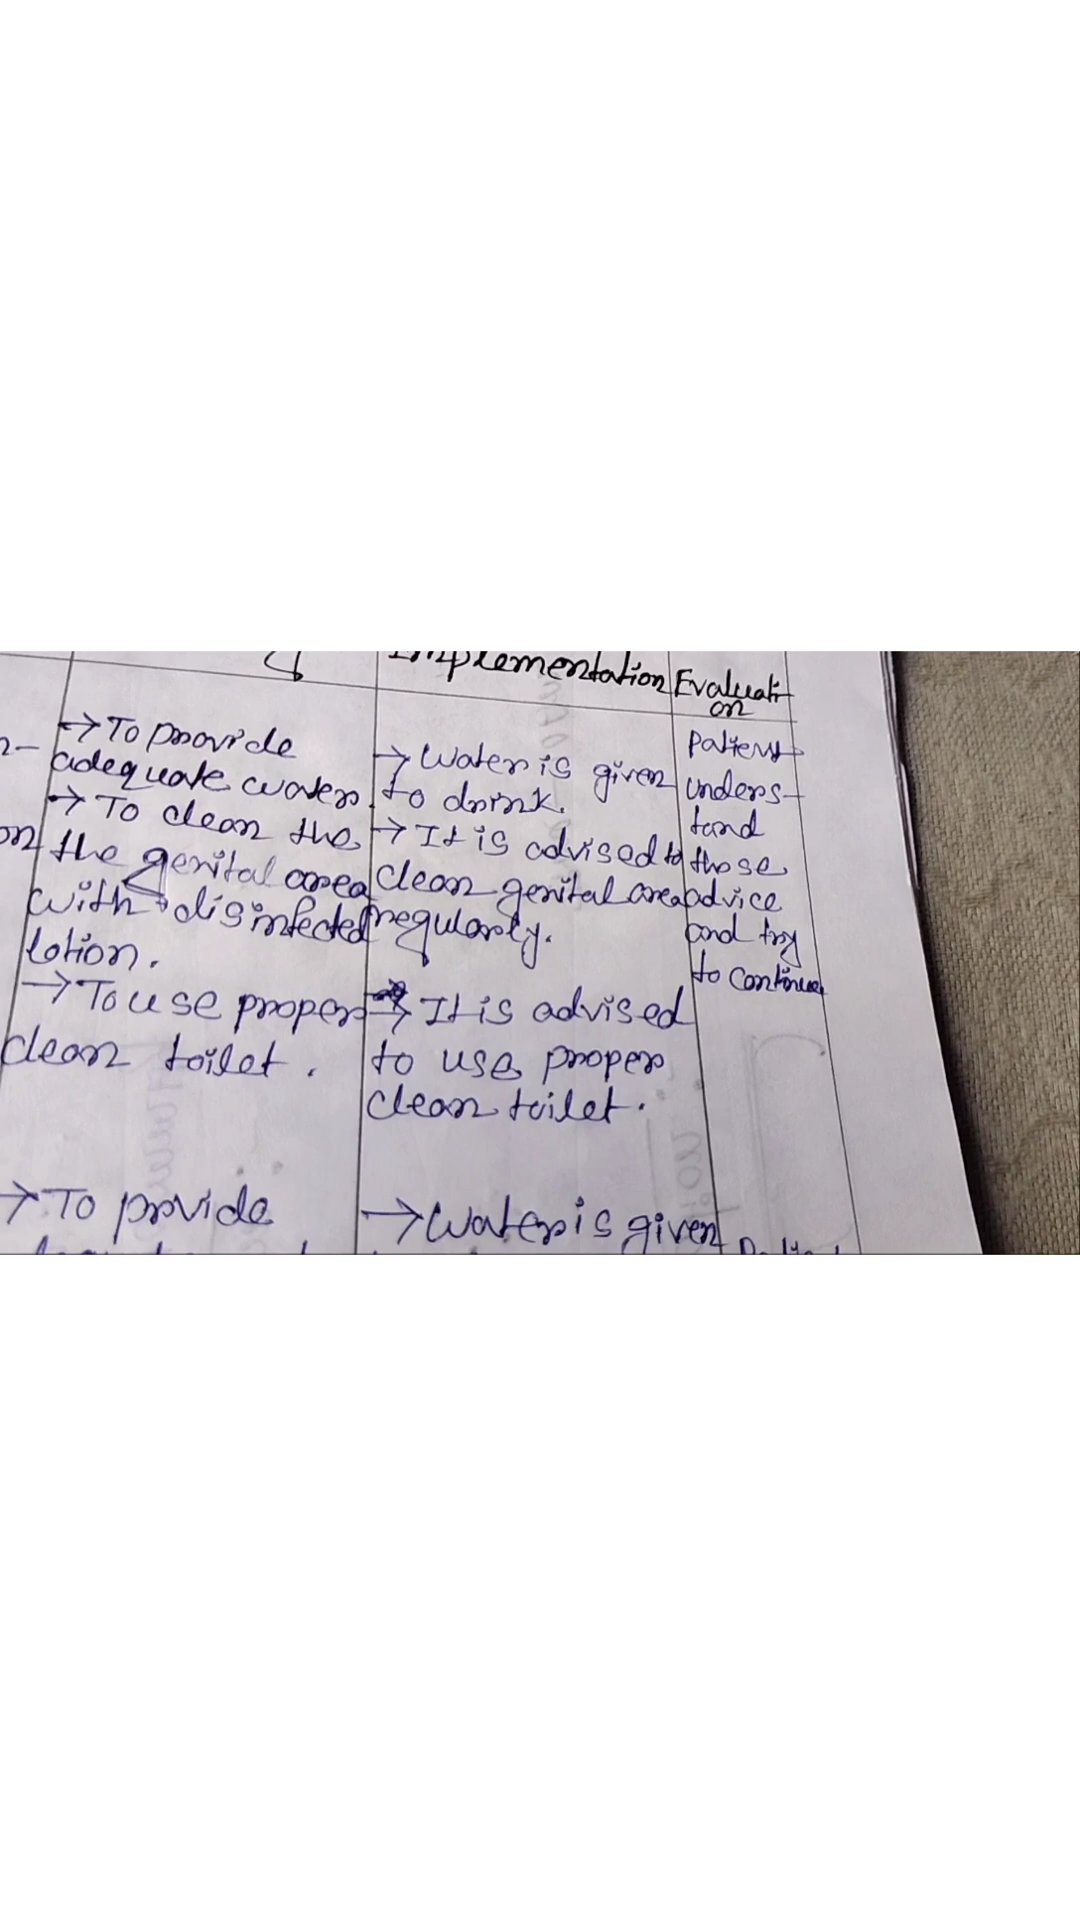 Implementation
Evaluati-
on
→ To provide
adequate water.
→ To clean the
the genital area
with disinfected
lotion.
→ To use proper
clean toilet.
→ To provide
→ Water is given
to drink.
→ It is advised to
clean genital area
regularly.
→ It is advised
to use proper
clean toilet.
→ Water is given
Patient
unders-
tand
those
advice
and try
to continue